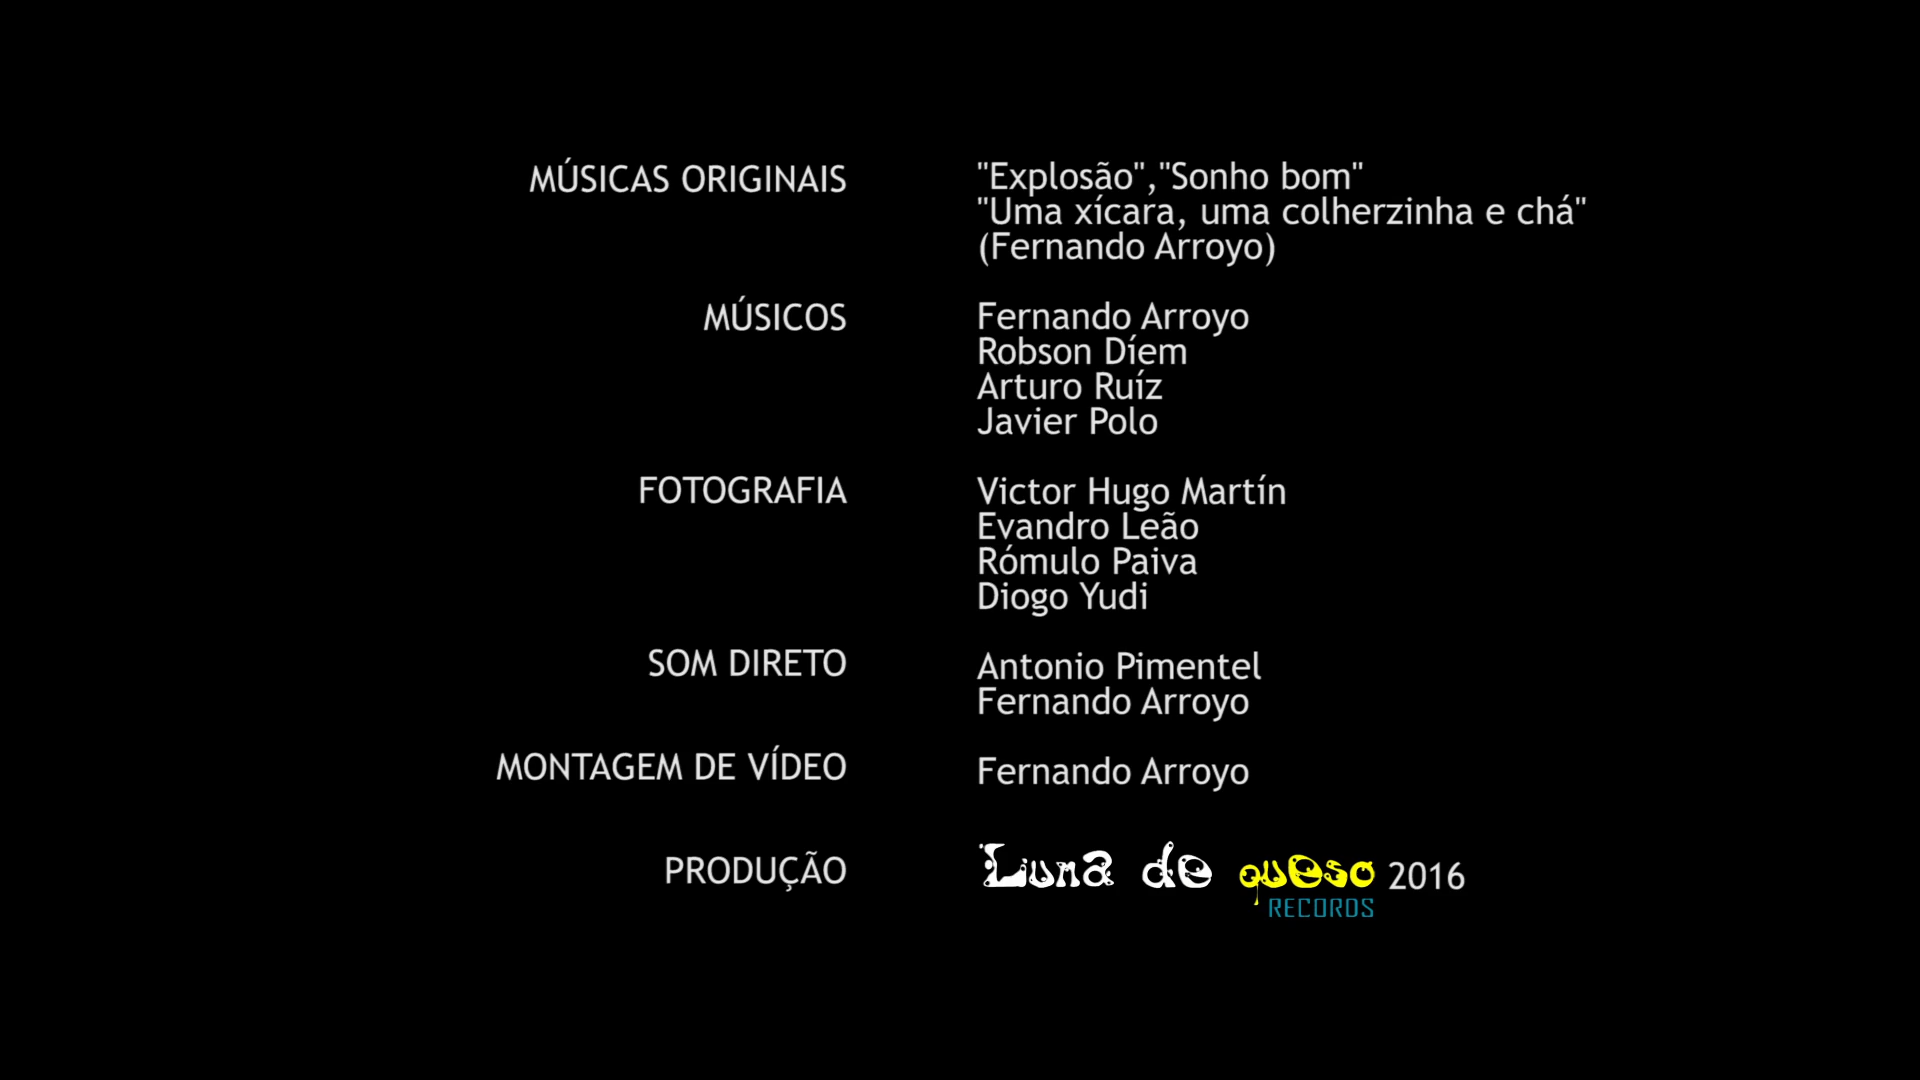 MÚSICAS ORIGINAIS
"Explosão","Sonho bom"
"Uma xícara, uma colherzinha e chá"
(Fernando Arroyo)
MÚSICOS
Fernando Arroyo
Robson Díem
Arturo Ruíz
Javier Polo
FOTOGRAFIA
Victor Hugo Martín
Evandro Leão
Rómulo Paiva
Diogo Yudi
SOM DIRETO
Antonio Pimentel
Fernando Arroyo
MONTAGEM DE VÍDEO
Fernando Arroyo
PRODUÇÃO
Luna de queso 2016
RECORDS